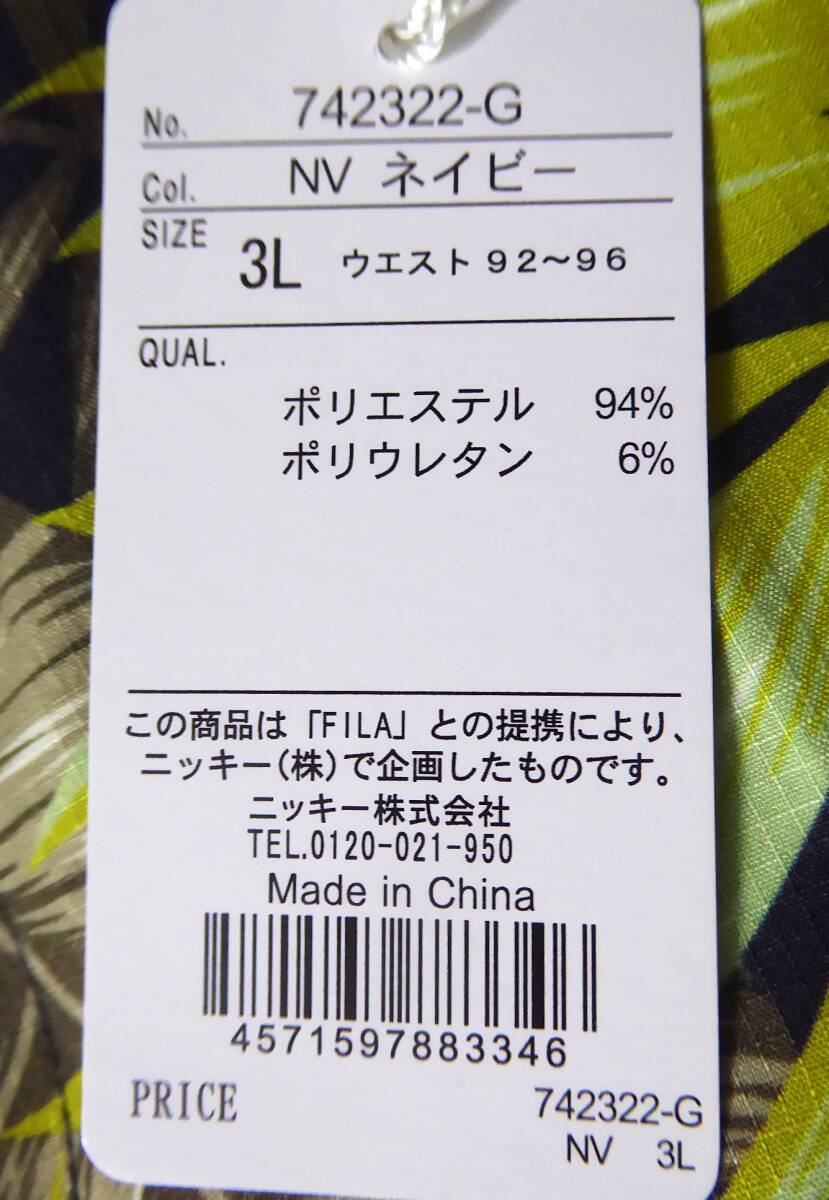 No. 742322-G
Col. NV ネイビー
SIZE 3L ウエスト 92～96
QUAL.
ポリエステル 94%
ポリウレタン 6%
この商品は「FILA」との提携により、
ニッキー(株)で企画したものです。
ニッキー株式会社
TEL.0120-021-950
Made in China
4571597883346
PRICE 742322-G
NV 3L